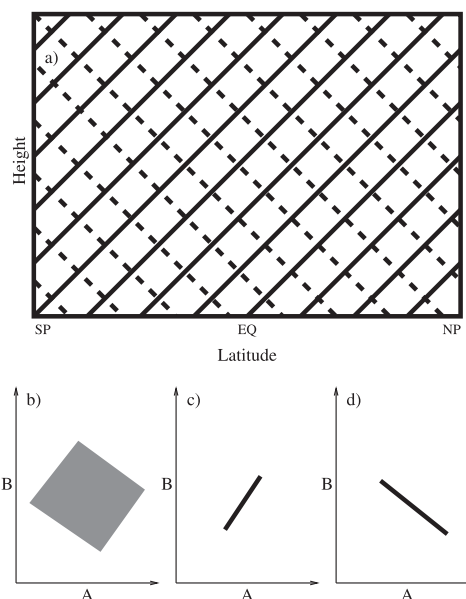 a)
Height
SP EQ NP
Latitude
b) c) d)
B B B
A A A